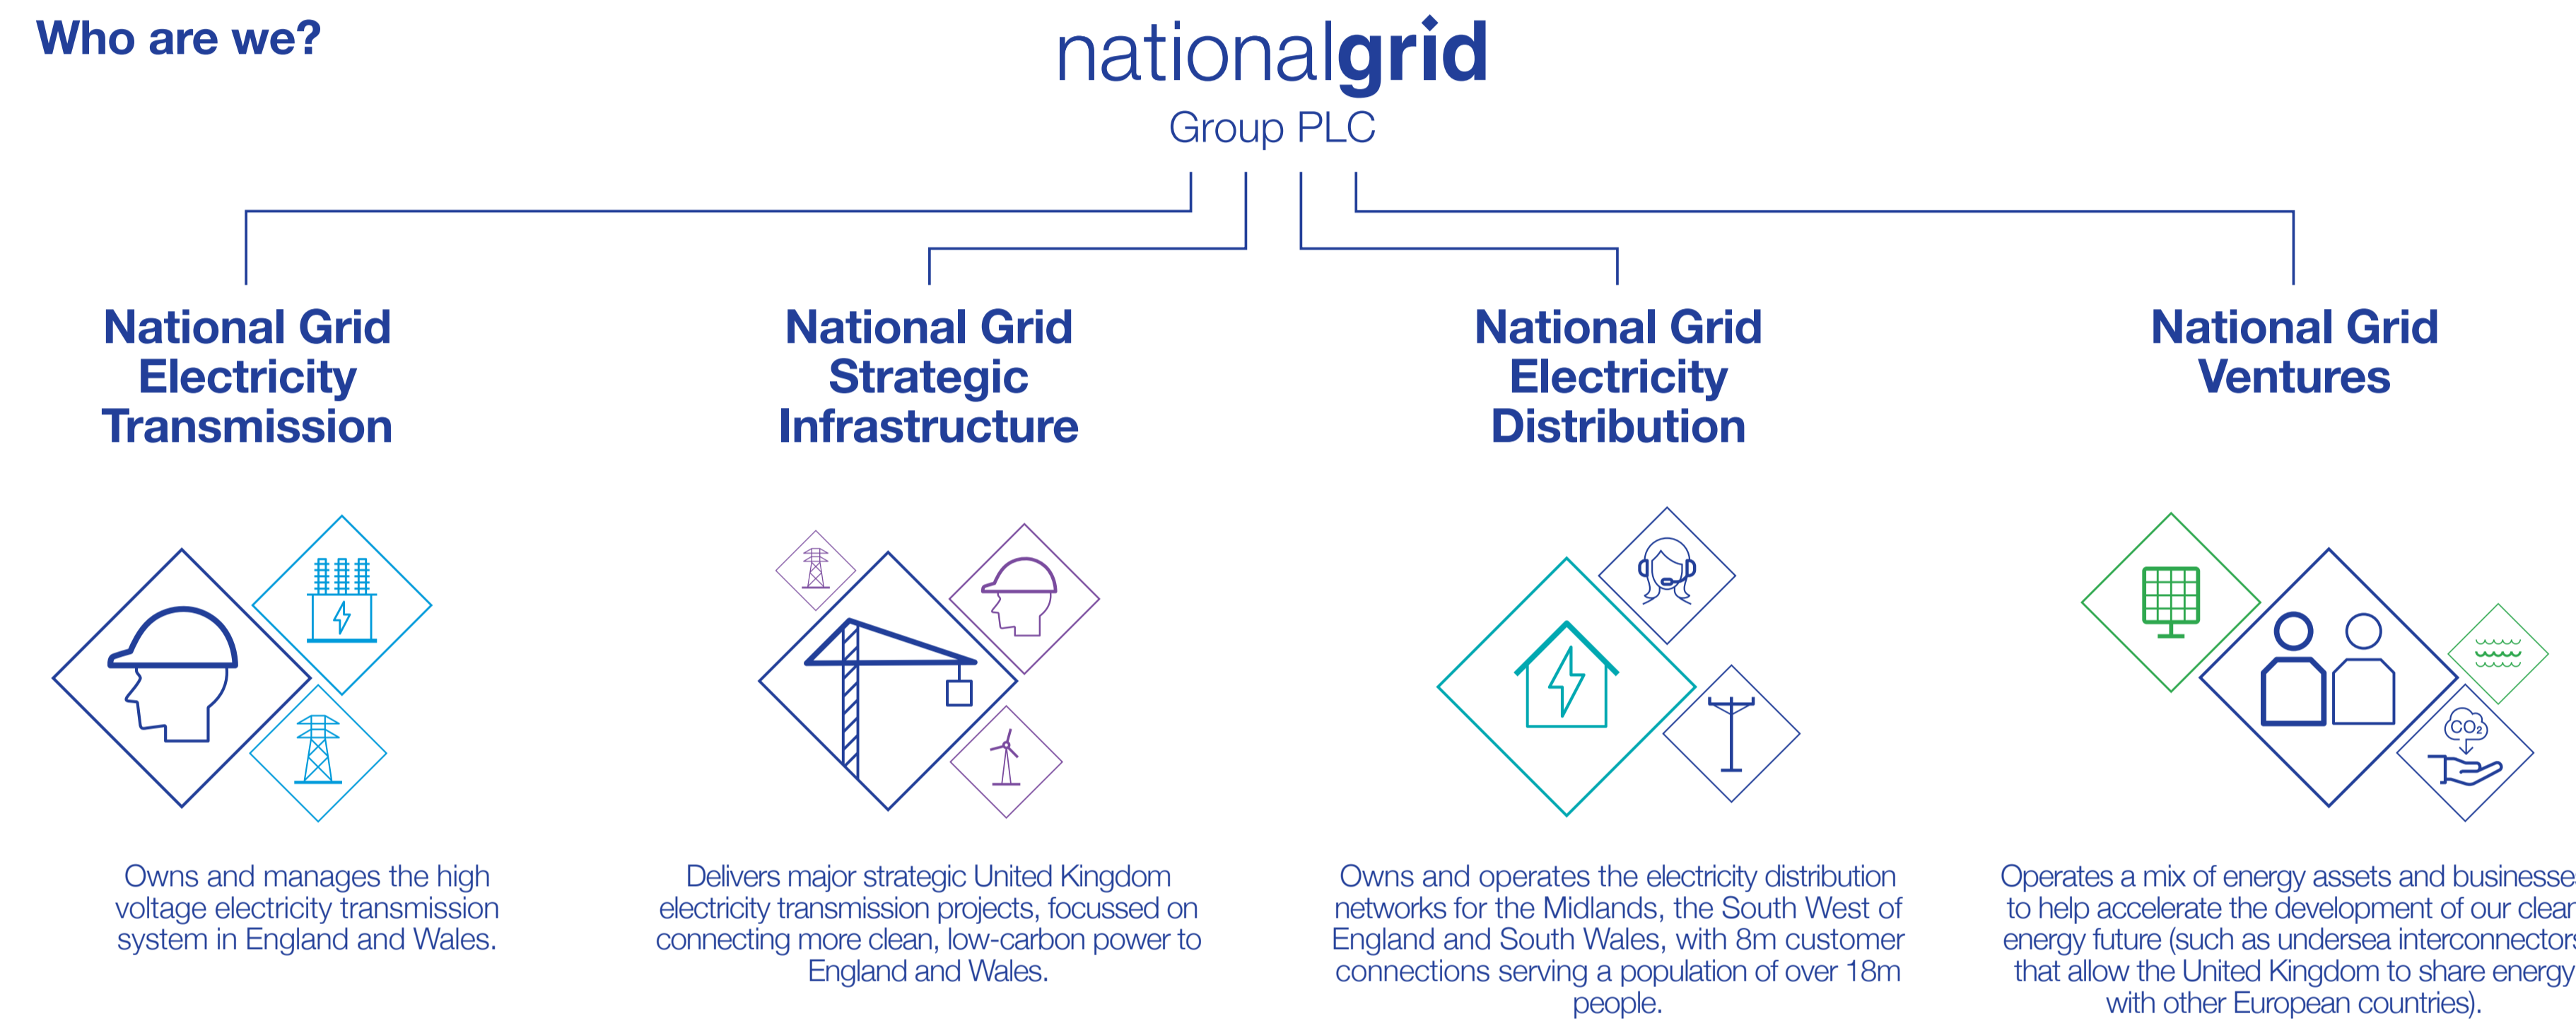 Who are we?
nationalgrid
Group PLC
National Grid
Electricity
Transmission
Owns and manages the high
voltage electricity transmission
system in England and Wales.
National Grid
Strategic
Infrastructure
Delivers major strategic United Kingdom
electricity transmission projects, focussed on
connecting more clean, low-carbon power to
England and Wales.
National Grid
Electricity
Distribution
Owns and operates the electricity distribution
networks for the Midlands, the South West of
England and South Wales, with 8m customer
connections serving a population of over 18m
people.
National Grid
Ventures
CO₂
Operates a mix of energy assets and businesse
to help accelerate the development of our clean
energy future (such as undersea interconnectors
that allow the United Kingdom to share energy
with other European countries).